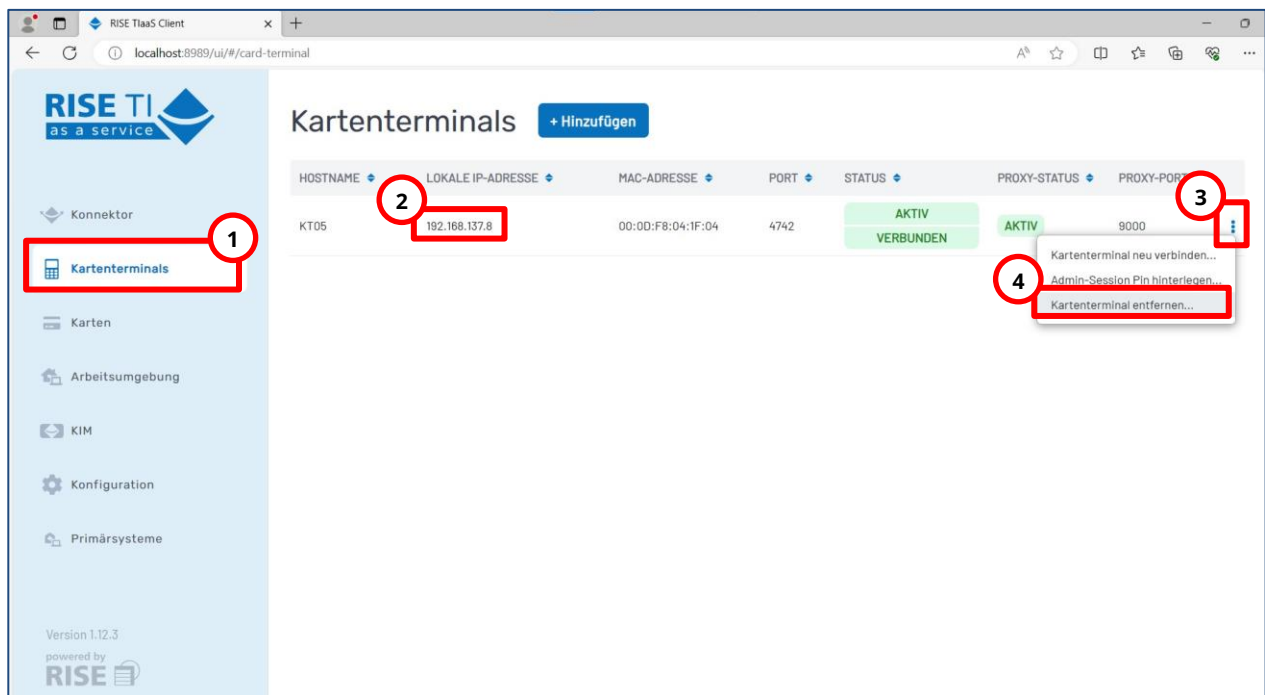 RISE TIaaS Client
localhost:8989/ui/#/card-terminal
RISE TI
as a service
Kartenterminals
+ Hinzufügen
HOSTNAME
LOKALE IP-ADRESSE
MAC-ADRESSE
PORT
STATUS
PROXY-STATUS
PROXY-PORT
2
3
KT05
192.168.137.8
00:0D:F8:04:1F:04
4742
AKTIV
VERBUNDEN
AKTIV
9000
Kartenterminal neu verbinden...
Admin-Session Pin hinterlegen...
4
Kartenterminal entfernen...
Konnektor
1
Kartenterminals
Karten
Arbeitsumgebung
KIM
Konfiguration
Primärsysteme
Version 1.12.3
powered by
RISE